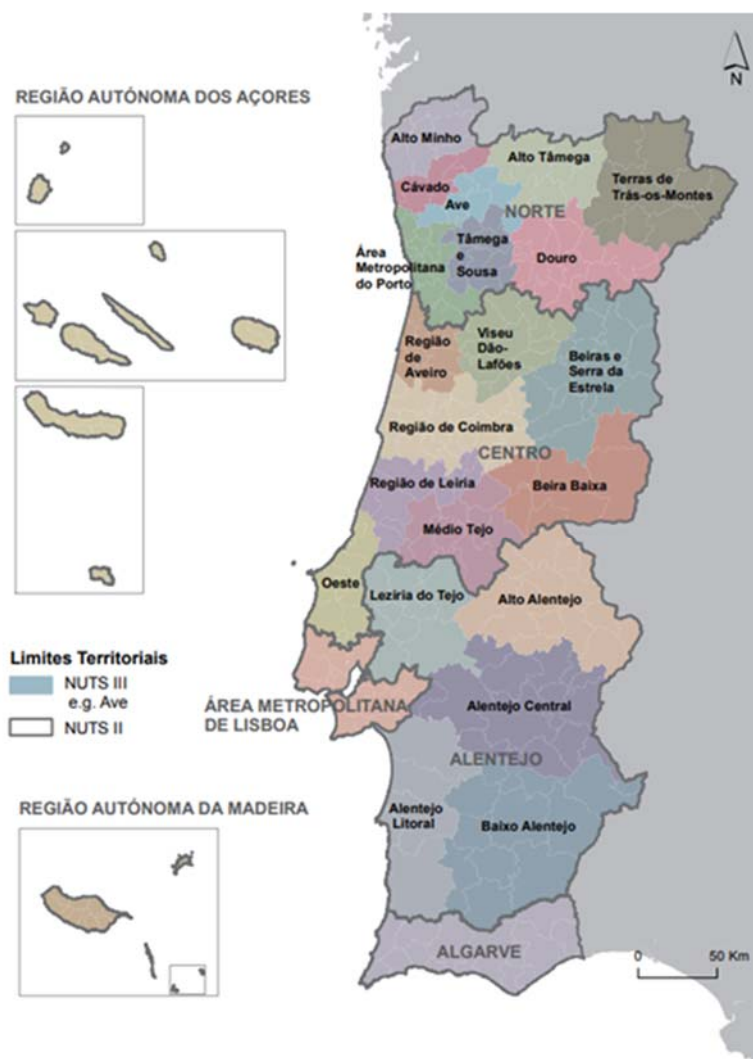 N
REGIÃO AUTÓNOMA DOS AÇORES
Alto Minho
Alto Tâmega
Terras de
Trás-os-Montes
Cávado
Ave
NORTE
Tâmega
e
Sousa
Douro
Área
Metropolitana
do Porto
Região
de
Aveiro
Viseu
Dão-
Lafões
Beiras e
Serra da
Estrela
Região de Coimbra
CENTRO
Região de Leiria
Beira Baixa
Médio Tejo
Oeste
Lezíria do Tejo
Alto Alentejo
Limites Territoriais
NUTS III
e.g. Ave
NUTS II
ÁREA METROPOLITANA
DE LISBOA
Alentejo Central
ALENTEJO
REGIÃO AUTÓNOMA DA MADEIRA
Alentejo
Litoral
Baixo Alentejo
ALGARVE
0 50 Km